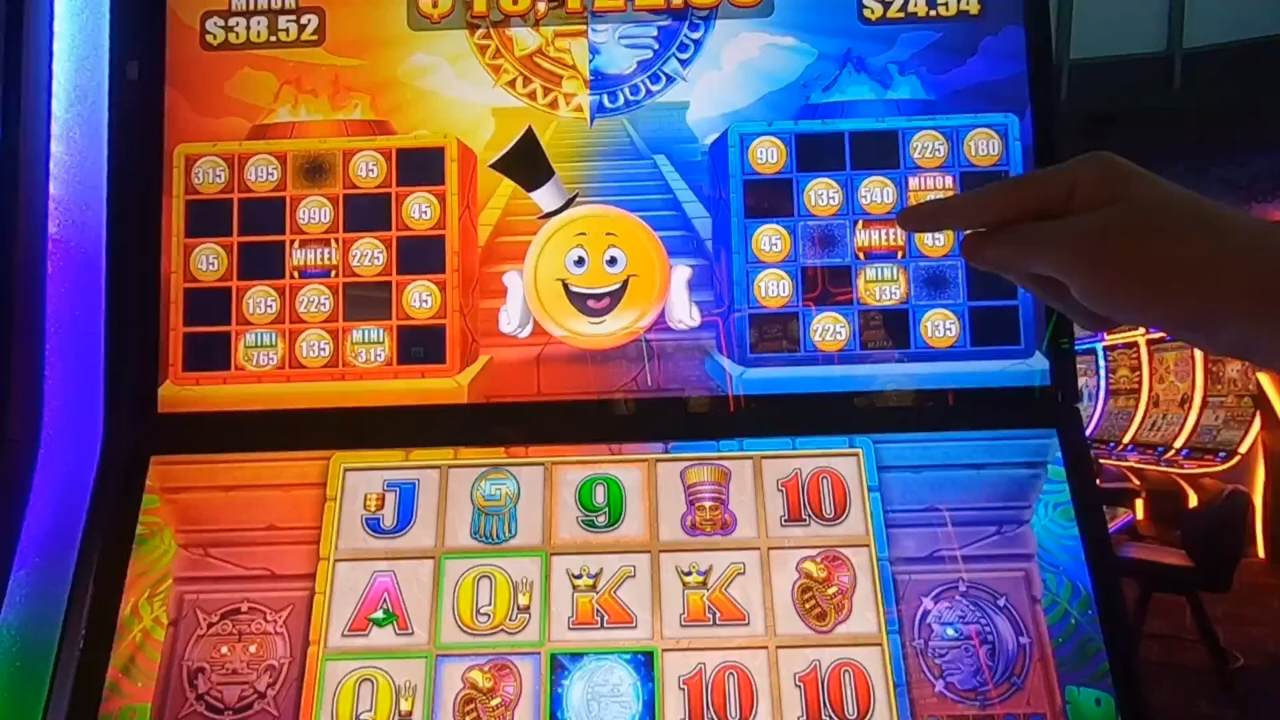 MINOR
$38.52
$24.54
315 495 45
990 45
45 WHEEL 225
135 225 45
MINI 765 135 MINI 315
90 225 180
135 540 MINOR
45 WHEEL 45
180 MINI 135
225 135
J 9 10
A Q K K
Q 10 10